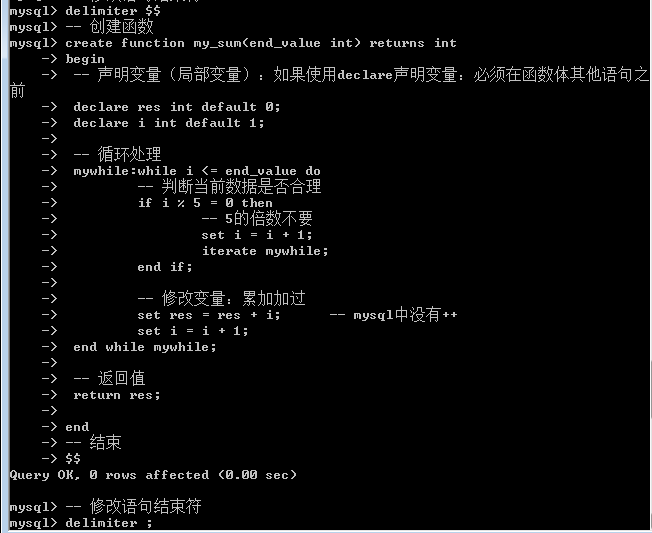 mysql> delimiter $$
mysql> -- 创建函数
mysql> create function my_sum(end_value int) returns int
    -> begin
    ->  -- 声明变量（局部变量）：如果使用declare声明变量：必须在函数体其他语句之
前
    ->  declare res int default 0;
    ->  declare i int default 1;
    ->
    ->  -- 循环处理
    ->  mywhile:while i <= end_value do
    ->          -- 判断当前数据是否合理
    ->          if i % 5 = 0 then
    ->                  -- 5的倍数不要
    ->                  set i = i + 1;
    ->                  iterate mywhile;
    ->          end if;
    ->
    ->          -- 修改变量：累加加过
    ->          set res = res + i;      -- mysql中没有++
    ->          set i = i + 1;
    ->  end while mywhile;
    ->
    ->  -- 返回值
    ->  return res;
    ->
    -> end
    -> -- 结束
    -> $$
Query OK, 0 rows affected (0.00 sec)
mysql> -- 修改语句结束符
mysql> delimiter ;